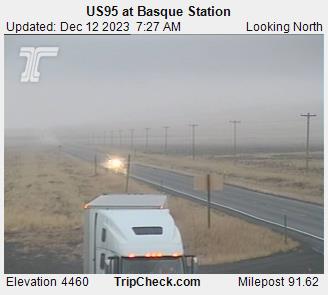 US95 at Basque Station
Updated: Dec 12 2023 7:27 AM Looking North
Elevation 4460 TripCheck.com Milepost 91.62